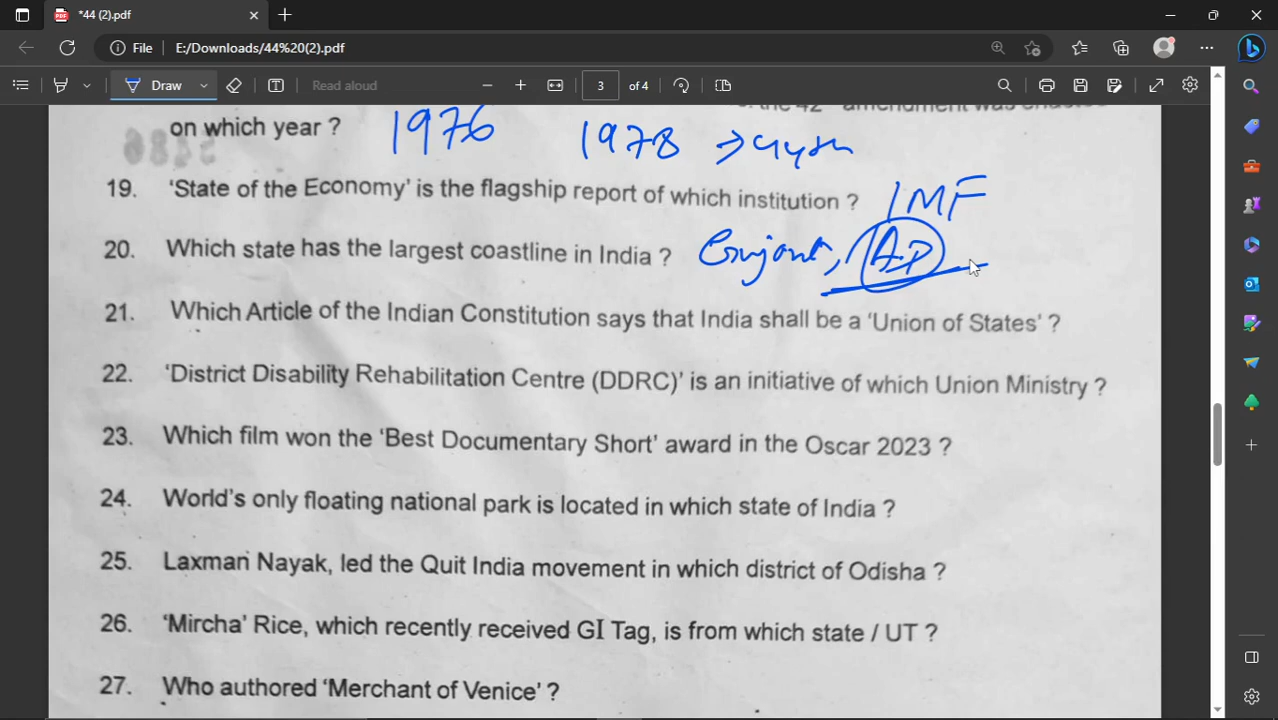 *44 (2).pdf
File E:/Downloads/44%20(2).pdf
Draw Read aloud 3 of 4
the 42 amendment was
on which year ? 1976 1978 → 44th
19. 'State of the Economy' is the flagship report of which institution ? IMF
20. Which state has the largest coastline in India ? Gujarat, AP
21. Which Article of the Indian Constitution says that India shall be a 'Union of States' ?
22. 'District Disability Rehabilitation Centre (DDRC)' is an initiative of which Union Ministry ?
23. Which film won the 'Best Documentary Short' award in the Oscar 2023 ?
24. World's only floating national park is located in which state of India ?
25. Laxman Nayak, led the Quit India movement in which district of Odisha ?
26. 'Mircha' Rice, which recently received GI Tag, is from which state / UT ?
27. Who authored 'Merchant of Venice' ?